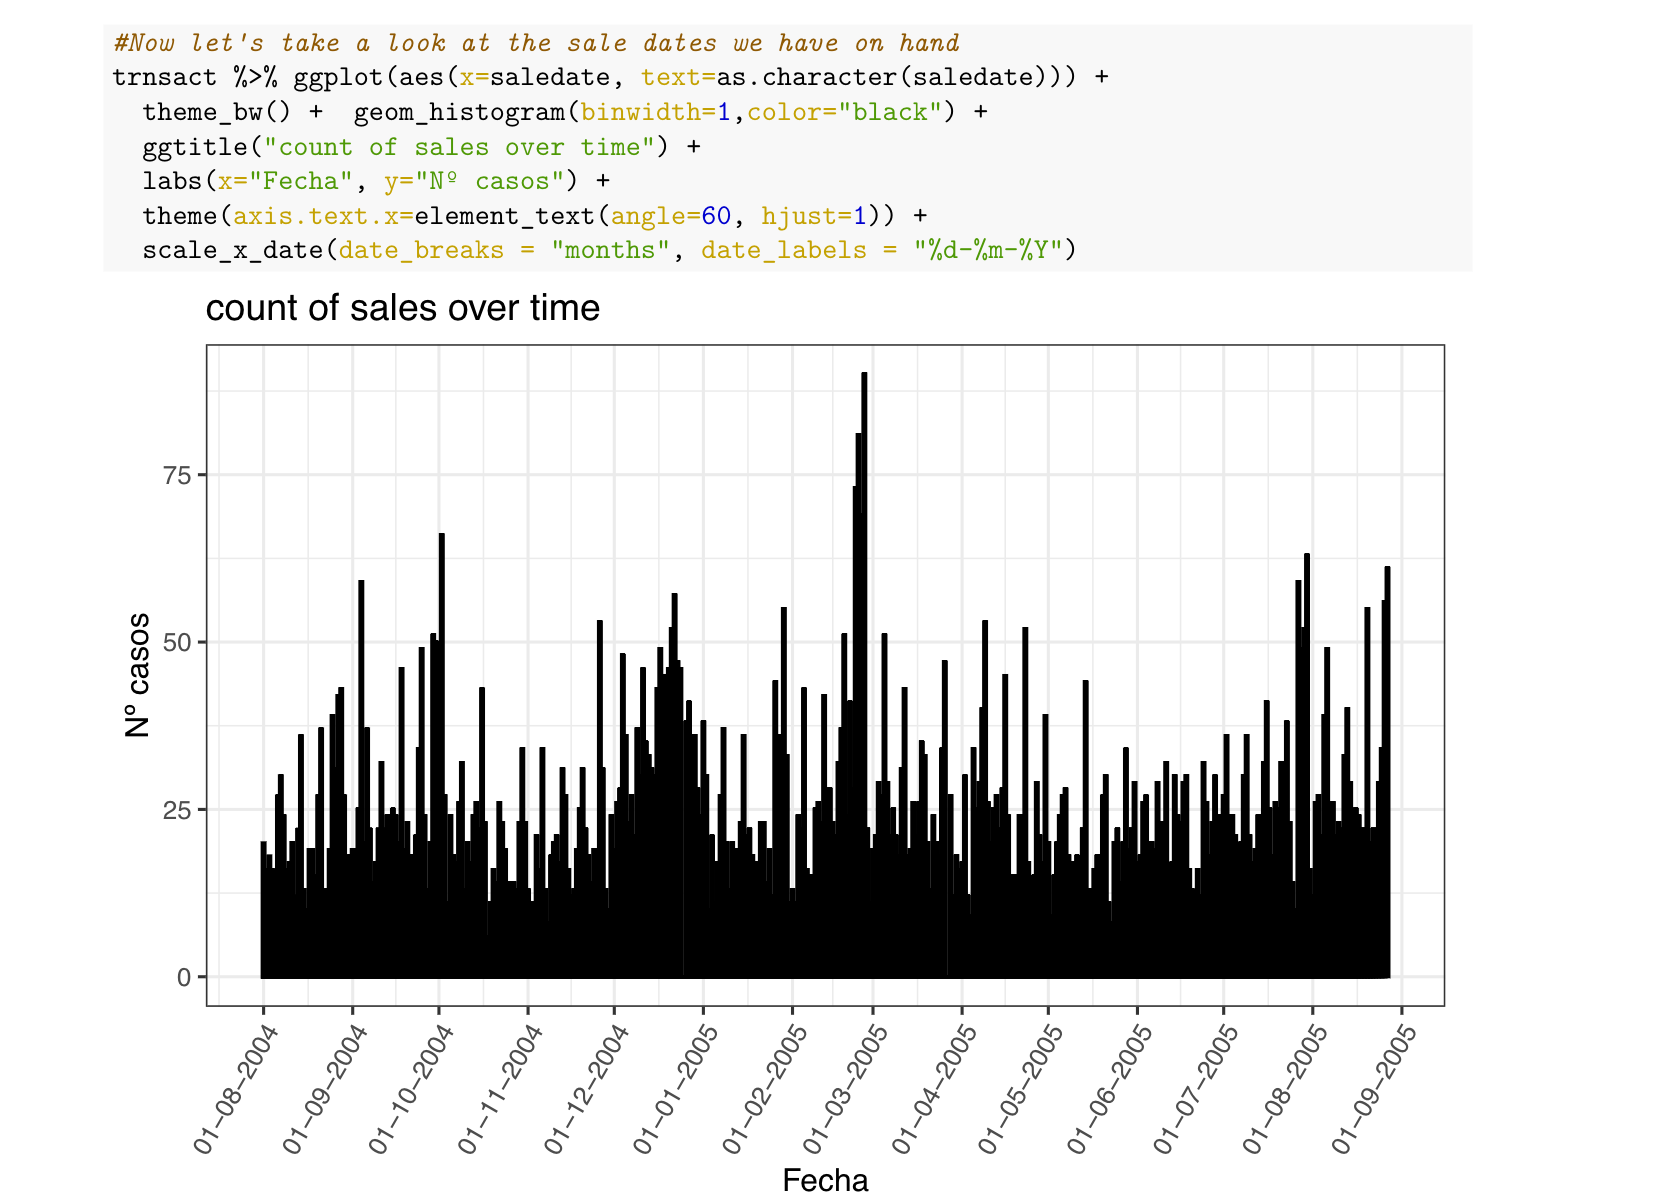 #Now let's take a look at the sale dates we have on hand
trnsact %>% ggplot(aes(x=saledate, text=as.character(saledate))) +
  theme_bw() +  geom_histogram(binwidth=1,color="black") +
  ggtitle("count of sales over time") +
  labs(x="Fecha", y="Nº casos") +
  theme(axis.text.x=element_text(angle=60, hjust=1)) +
  scale_x_date(date_breaks = "months", date_labels = "%d-%m-%Y")
count of sales over time
75
50
25
0
Nº casos
01−08−2004
01−09−2004
01−10−2004
01−11−2004
01−12−2004
01−01−2005
01−02−2005
01−03−2005
01−04−2005
01−05−2005
01−06−2005
01−07−2005
01−08−2005
01−09−2005
Fecha